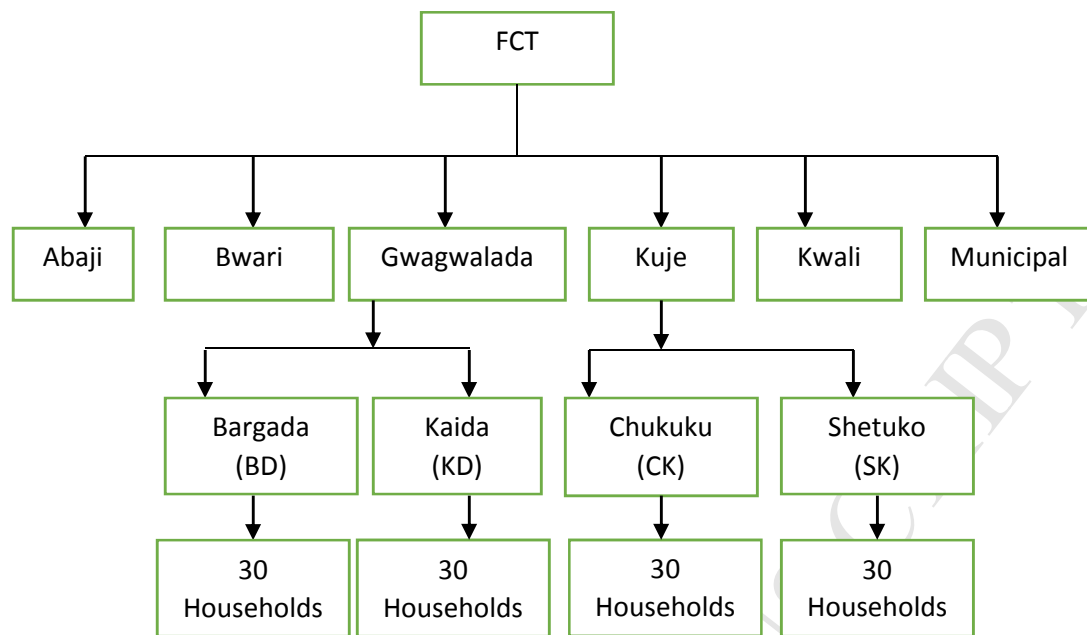 FCT
Abaji
Bwari
Gwagwalada
Kuje
Kwali
Municipal
Bargada
(BD)
Kaida
(KD)
Chukuku
(CK)
Shetuko
(SK)
30
Households
30
Households
30
Households
30
Households